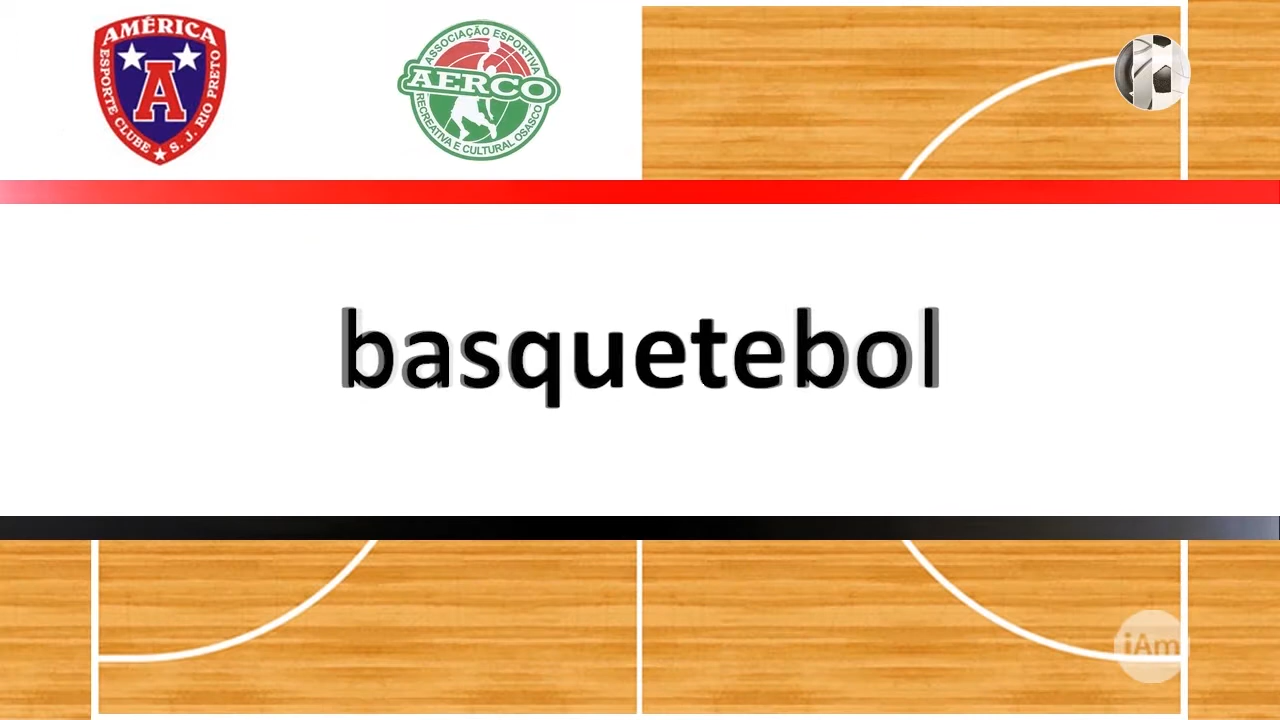 AMÉRICA
ESPORTE CLUBE ★ S. J. RIO PRETO
A
ASSOCIAÇÃO ESPORTIVA
AERCO
RECREATIVA E CULTURAL OSASCO
basquetebol
iAm